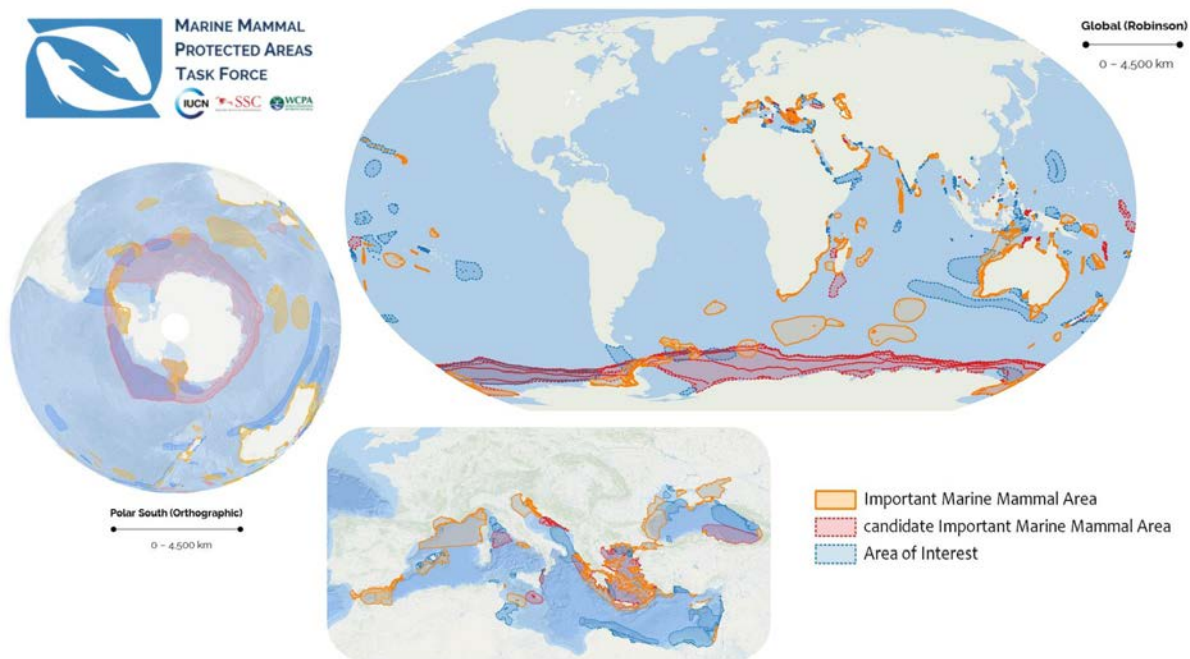 MARINE MAMMAL
PROTECTED AREAS
TASK FORCE
IUCN SSC WCPA
Global (Robinson)
0 – 4,500 km
Polar South (Orthographic)
0 – 4,500 km
Important Marine Mammal Area
candidate Important Marine Mammal Area
Area of Interest